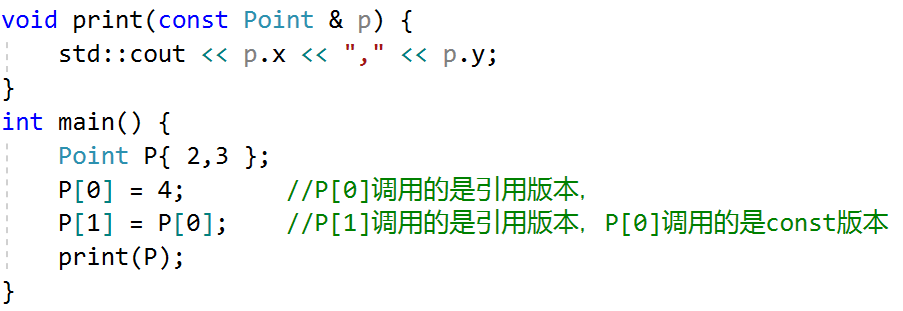 void print(const Point & p) {
    std::cout << p.x << "," << p.y;
}
int main() {
    Point P{ 2,3 };
    P[0] = 4;       //P[0]调用的是引用版本,
    P[1] = P[0];    //P[1]调用的是引用版本, P[0]调用的是const版本
    print(P);
}